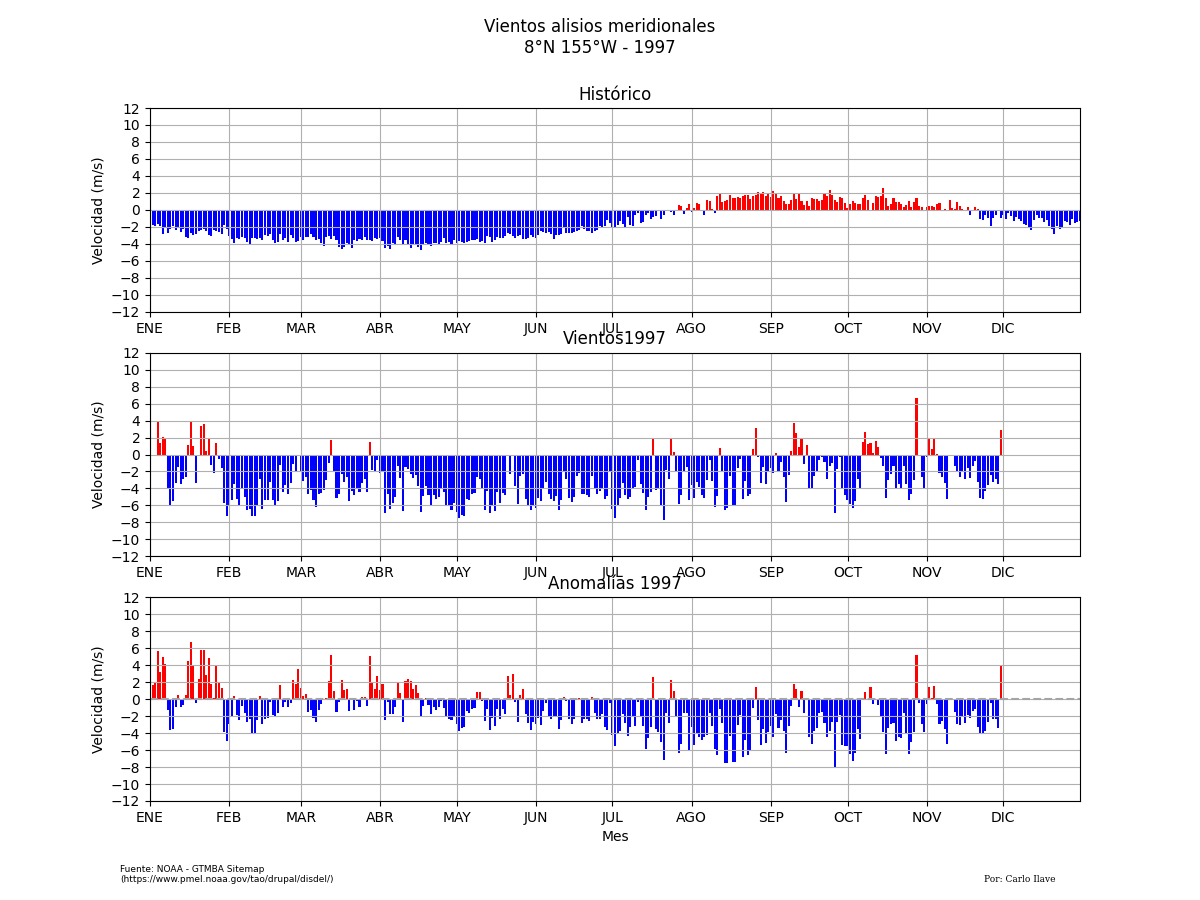 Vientos alisios meridionales
8°N 155°W - 1997
Histórico
12
10
8
6
4
2
0
−2
−4
−6
−8
−10
−12
Velocidad (m/s)
ENE FEB MAR ABR MAY JUN JUL AGO SEP OCT NOV DIC
Vientos1997
12
10
8
6
4
2
0
−2
−4
−6
−8
−10
−12
Velocidad (m/s)
ENE FEB MAR ABR MAY JUN JUL AGO SEP OCT NOV DIC
Anomalías 1997
12
10
8
6
4
2
0
−2
−4
−6
−8
−10
−12
Velocidad (m/s)
ENE FEB MAR ABR MAY JUN JUL AGO SEP OCT NOV DIC
Mes
Fuente: NOAA - GTMBA Sitemap
(https://www.pmel.noaa.gov/tao/drupal/disdel/)
Por: Carlo Ilave